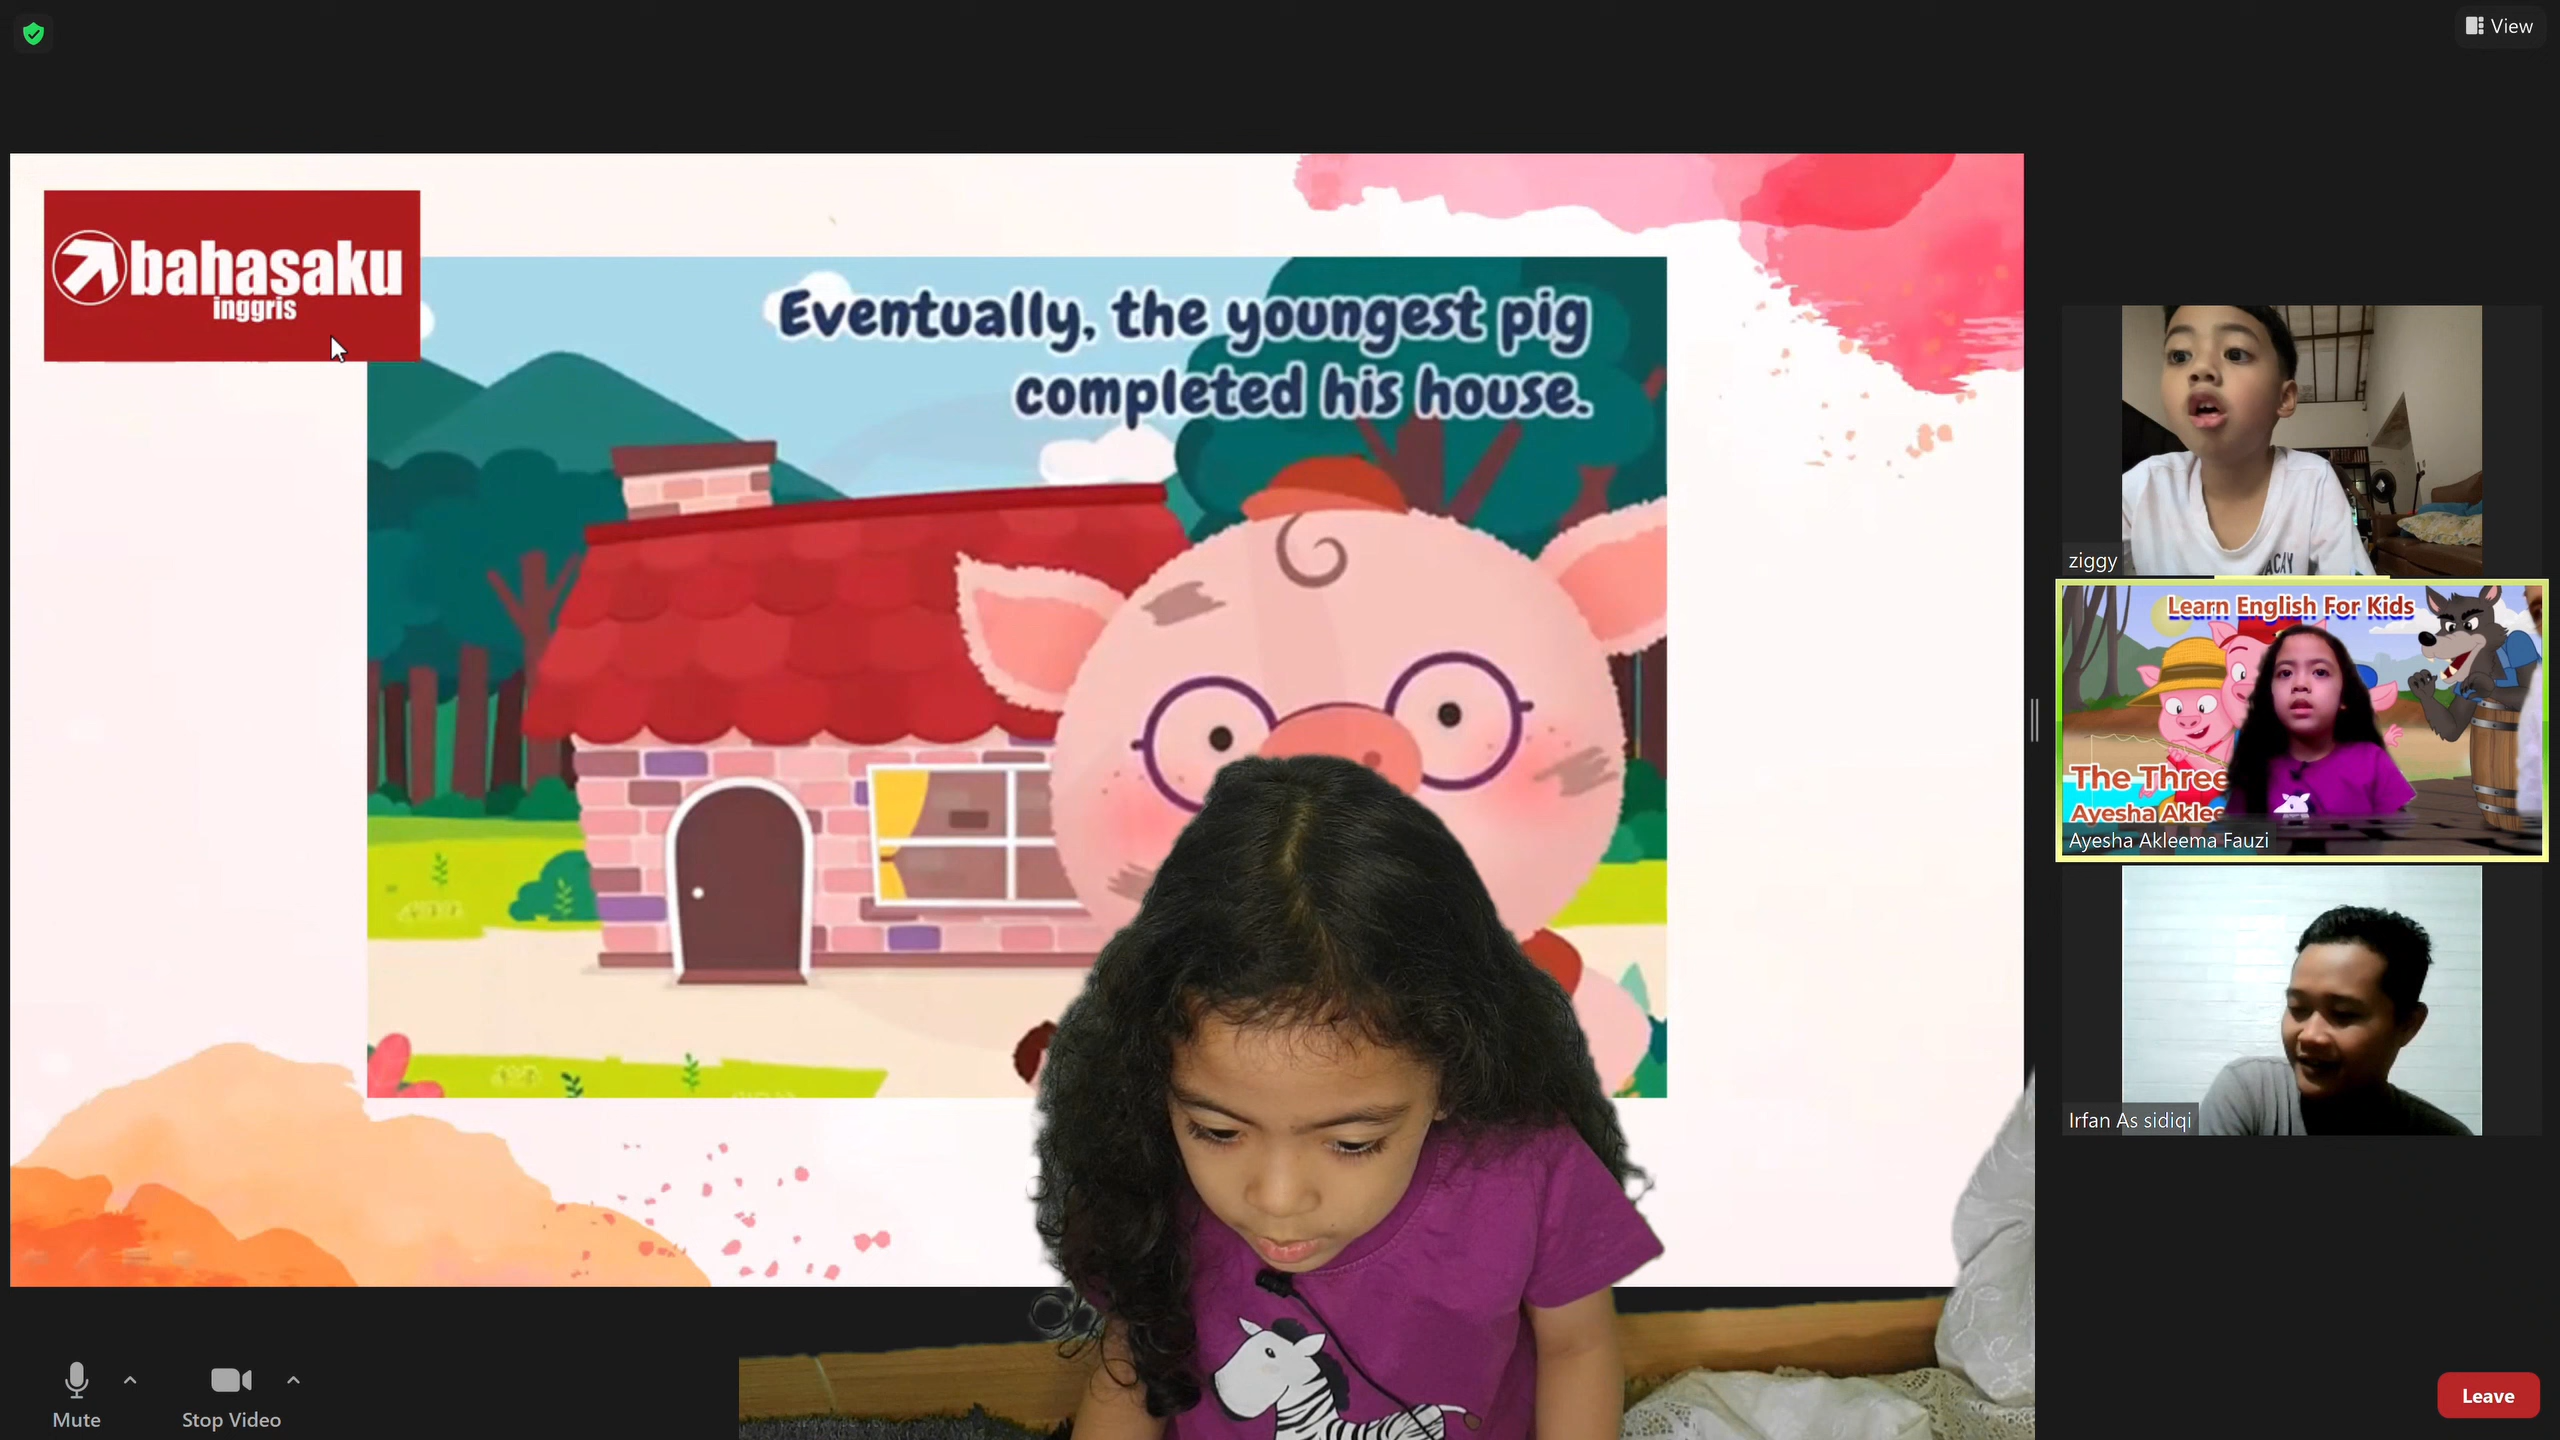 View
bahasaku
inggris
Eventually, the youngest pig
completed his house.
ziggy
Learn English For Kids
The Three
Ayesha Aklee
Ayesha Akleema Fauzi
Irfan As sidiqi
Mute
Stop Video
Leave